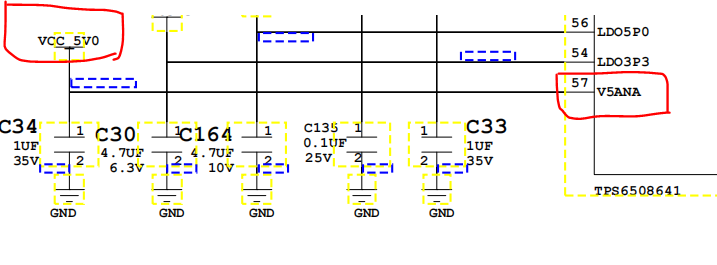 56
LDO5P0
VCC_5V0
54
LDO3P3
57
V5ANA
C34
1UF
35V
1
2
C30
4.7UF
6.3V
1
2
C164
4.7UF
10V
1
2
C135
0.1UF
25V
1
2
C33
1UF
35V
1
2
TPS6508641
GND
GND
GND
GND
GND